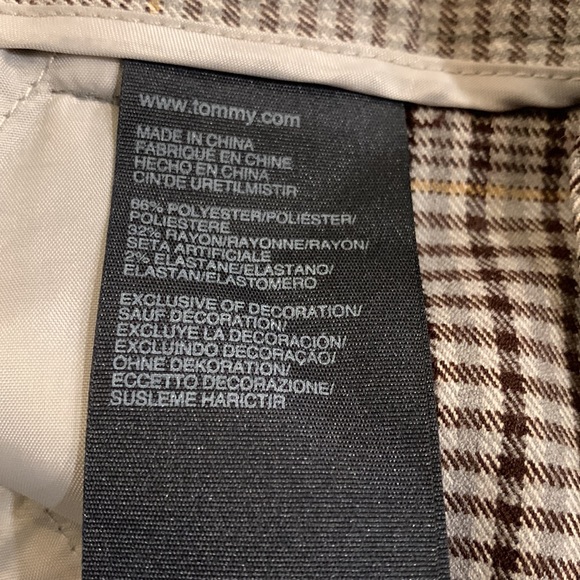 www.tommy.com
MADE IN CHINA
FABRIQUÉ EN CHINE
HECHO EN CHINA
CIN'DE URETILMISTIR
66% POLYESTER/POLIÉSTER/
POLIESTERE
32% RAYON/RAYONNE/RAYON/
SETA ARTIFICIALE
2% ELASTANE/ELASTANO/
ELASTAN/ELASTOMERO
EXCLUSIVE OF DECORATION/
SAUF DÉCORATION/
EXCLUYE LA DECORACIÓN/
EXCLUINDO DECORAÇÃO/
OHNE DEKORATION/
ECCETTO DECORAZIONE/
SUSLEME HARICTIR